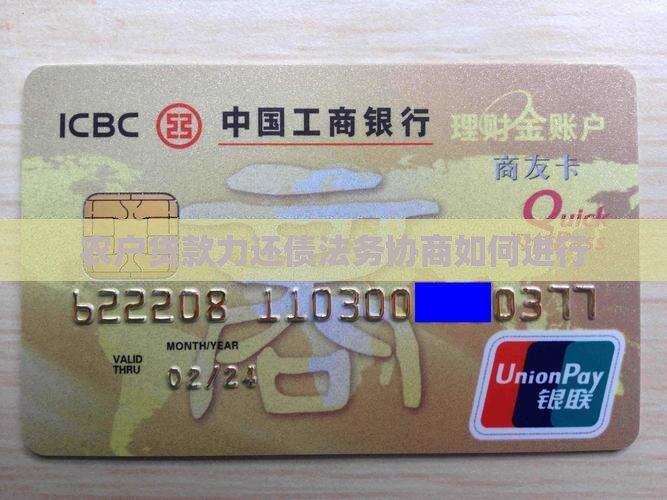 ICBC 中国工商银行 理财金账户
商友卡
Quick
农户贷款力还债法务协商如何进行
622208 110300 0377
MONTH/YEAR
VALID
THRU
02/24
UnionPay
银联